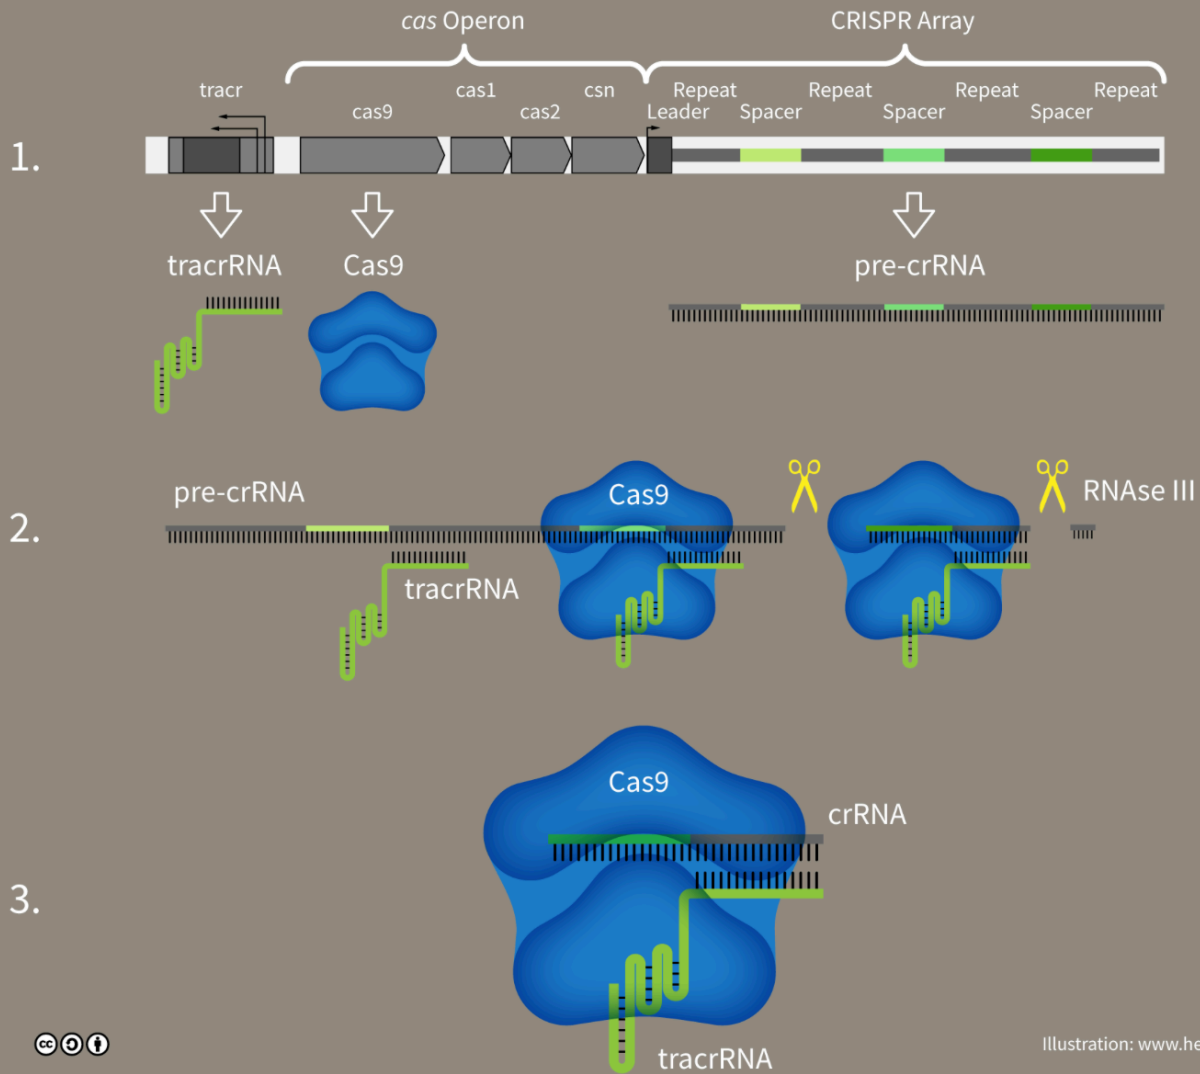 cas Operon
CRISPR Array
tracr
cas9
cas1
cas2
csn
Leader
Repeat
Spacer
Repeat
Spacer
Repeat
Spacer
Repeat
1.
tracrRNA
Cas9
pre-crRNA
2.
pre-crRNA
tracrRNA
Cas9
RNAse III
3.
Cas9
crRNA
tracrRNA
cc
Illustration: www.he